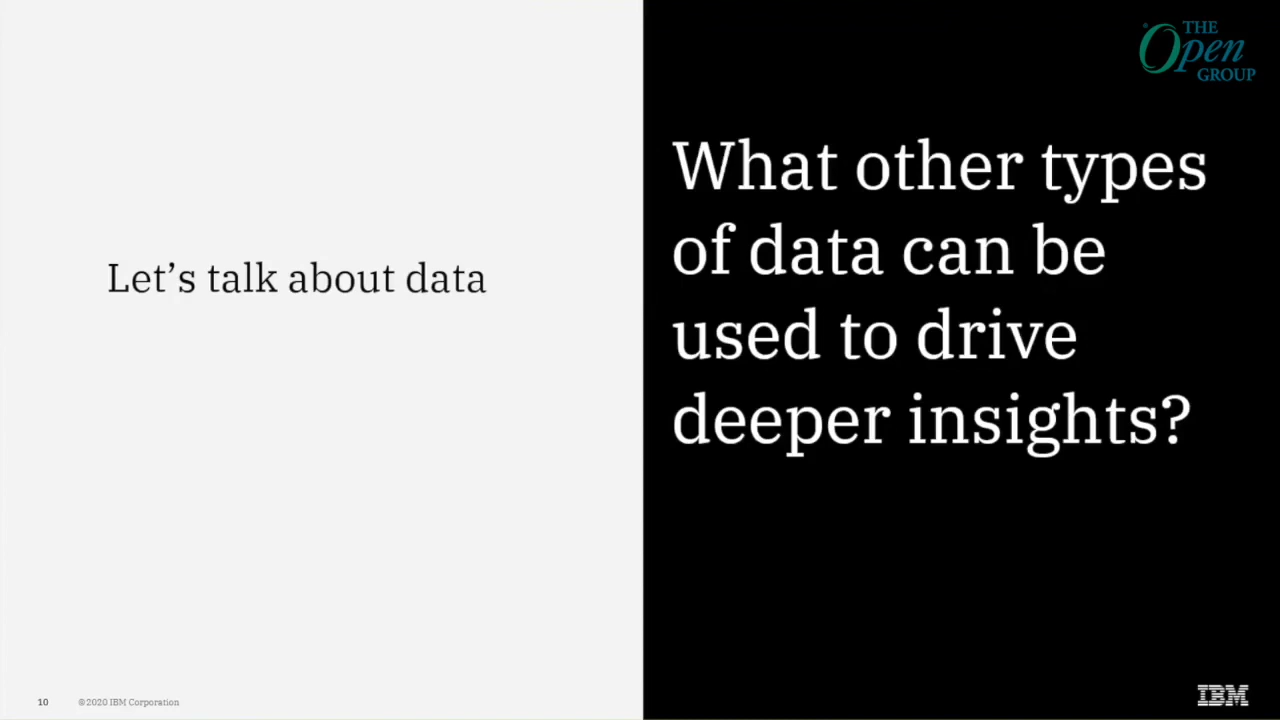 Let’s talk about data
THE
Open
GROUP
What other types
of data can be
used to drive
deeper insights?
10 ©2020 IBM Corporation
IBM